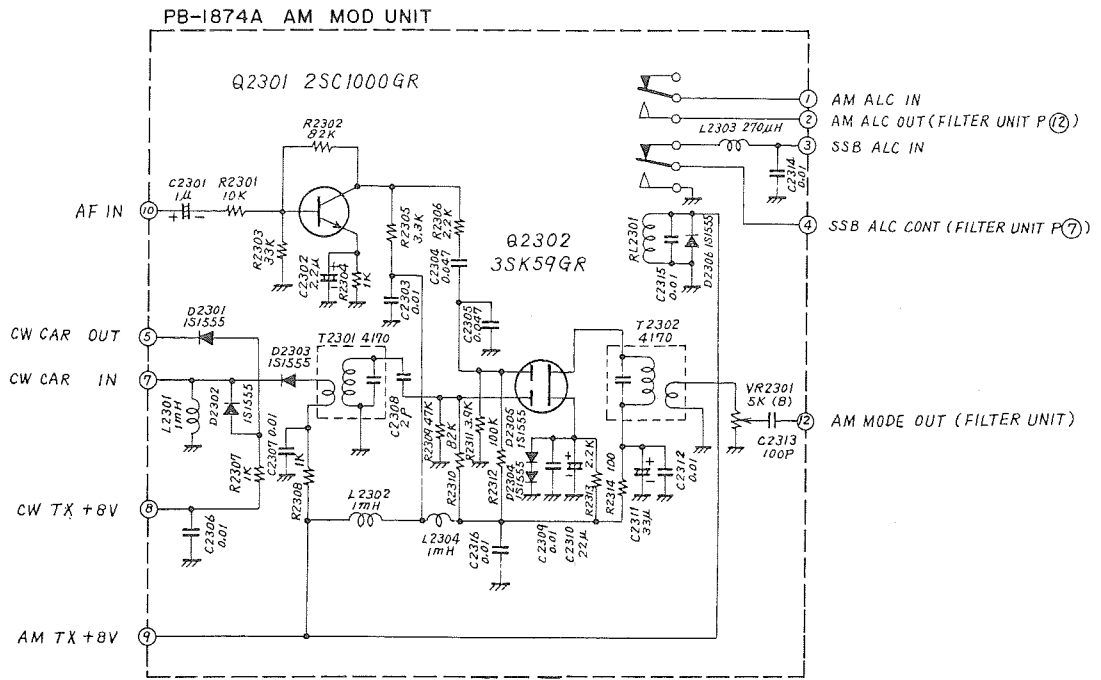 PB-1874A AM MOD UNIT
Q2301 2SC1000GR
R2302
82K
C2301
1μ
R2301
10K
AF IN
10
+ -
R2303
33K
C2302
2.2μ
R2304
1K
R2305
3.3K
C2303
0.01
R2306
2.2K
C2304
0.047
C2305
0.047
Q2302
3SK59GR
1
AM ALC IN
2
AM ALC OUT (FILTER UNIT P⑫)
L2303 270μH
3
SSB ALC IN
C2314
0.01
4
SSB ALC CONT (FILTER UNIT P⑦)
RL2301
C2315
0.01
D2306 1S1555
CW CAR OUT
5
D2301
1S1555
CW CAR IN
7
D2303
1S1555
L2301
1mH
D2302
1S1555
T2301 4170
C2308
2P
C2307 0.01
R2307
1K
R2308
1K
R2309 47K
R2310
82K
R2311 3.9K
R2312
100K
D2305
1S1555
D2304
1S1555
C2309
0.01
C2310
22μ
R2313
2.2K
R2314 100
C2311
33μ
C2312
0.01
T2302
4170
VR2301
5K (B)
12
AM MODE OUT (FILTER UNIT)
C2313
100P
CW TX +8V
8
C2306
0.01
L2302
1mH
L2304
1mH
C2316
0.01
AM TX +8V
9